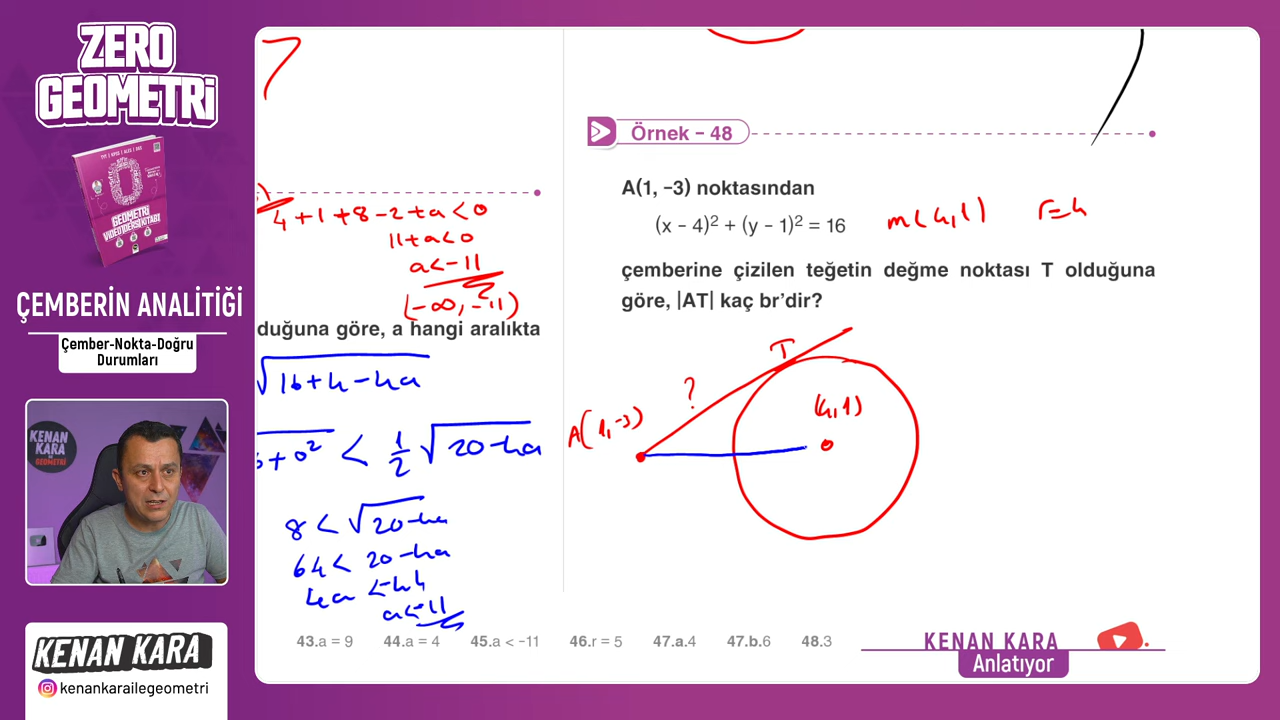 ZERO
GEOMETRİ
GEOMETRİ
VİDEO DERS KİTABI
ÇEMBERİN ANALİTİĞİ
Çember-Nokta-Doğru
Durumları
KENAN
KARA
ile GEOMETRİ
KENAN KARA
kenankarailegeometri
7
4+1+8-2+a<0
11+a<0
a<-11
(-∞, -11)
duğuna göre, a hangi aralıkta
√16+4-4a
+0² < 1/2 √20-4a
8 < √20-4a
64 < 20-4a
4a <-44
a<-11
Örnek – 48
A(1, –3) noktasından
(x – 4)² + (y – 1)² = 16
m(4,1) r=4
çemberine çizilen teğetin değme noktası T olduğuna
göre, |AT| kaç br’dir?
T
?
A(1,-3)
(4,1)
43.a = 9 44.a = 4 45.a < –11 46.r = 5 47.a.4 47.b.6 48.3
KENAN KARA
Anlatıyor